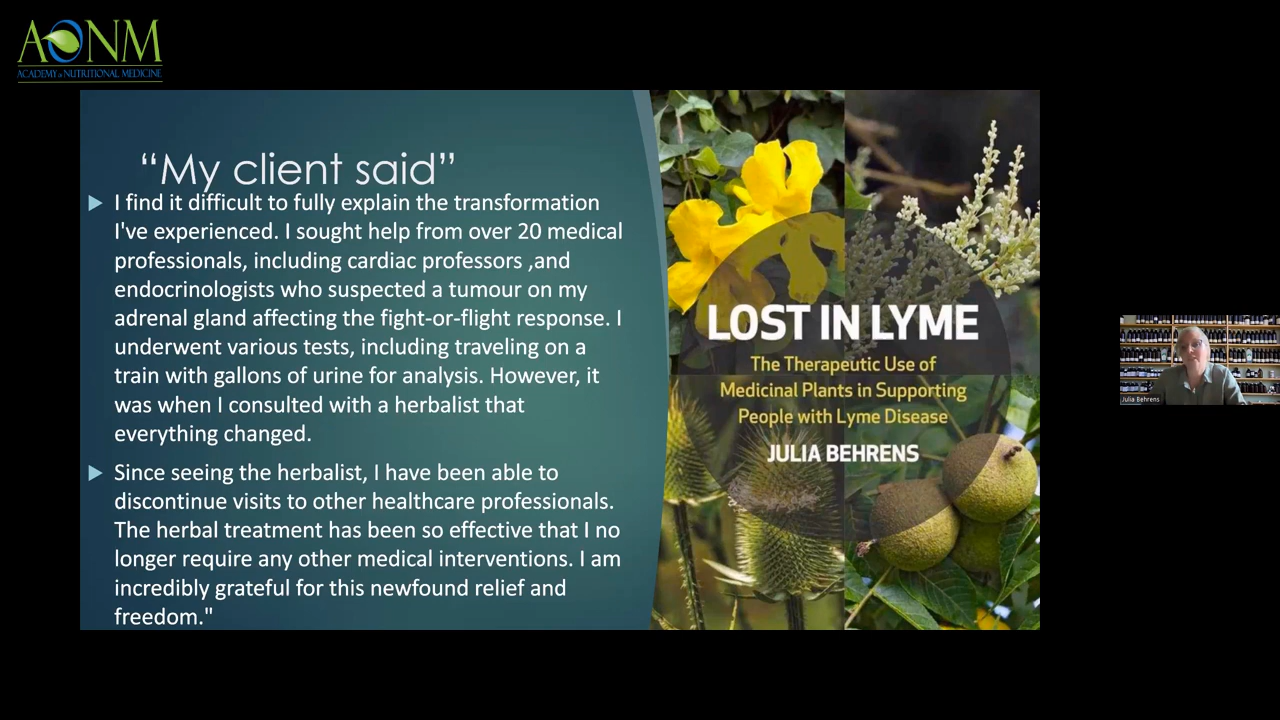 AONM
ACADEMY of NUTRITIONAL MEDICINE
“My client said”
I find it difficult to fully explain the transformation
I've experienced. I sought help from over 20 medical
professionals, including cardiac professors ,and
endocrinologists who suspected a tumour on my
adrenal gland affecting the fight-or-flight response. I
underwent various tests, including traveling on a
train with gallons of urine for analysis. However, it
was when I consulted with a herbalist that
everything changed.
Since seeing the herbalist, I have been able to
discontinue visits to other healthcare professionals.
The herbal treatment has been so effective that I no
longer require any other medical interventions. I am
incredibly grateful for this newfound relief and
freedom."
LOST IN LYME
The Therapeutic Use of
Medicinal Plants in Supporting
People with Lyme Disease
JULIA BEHRENS
Julia Behrens